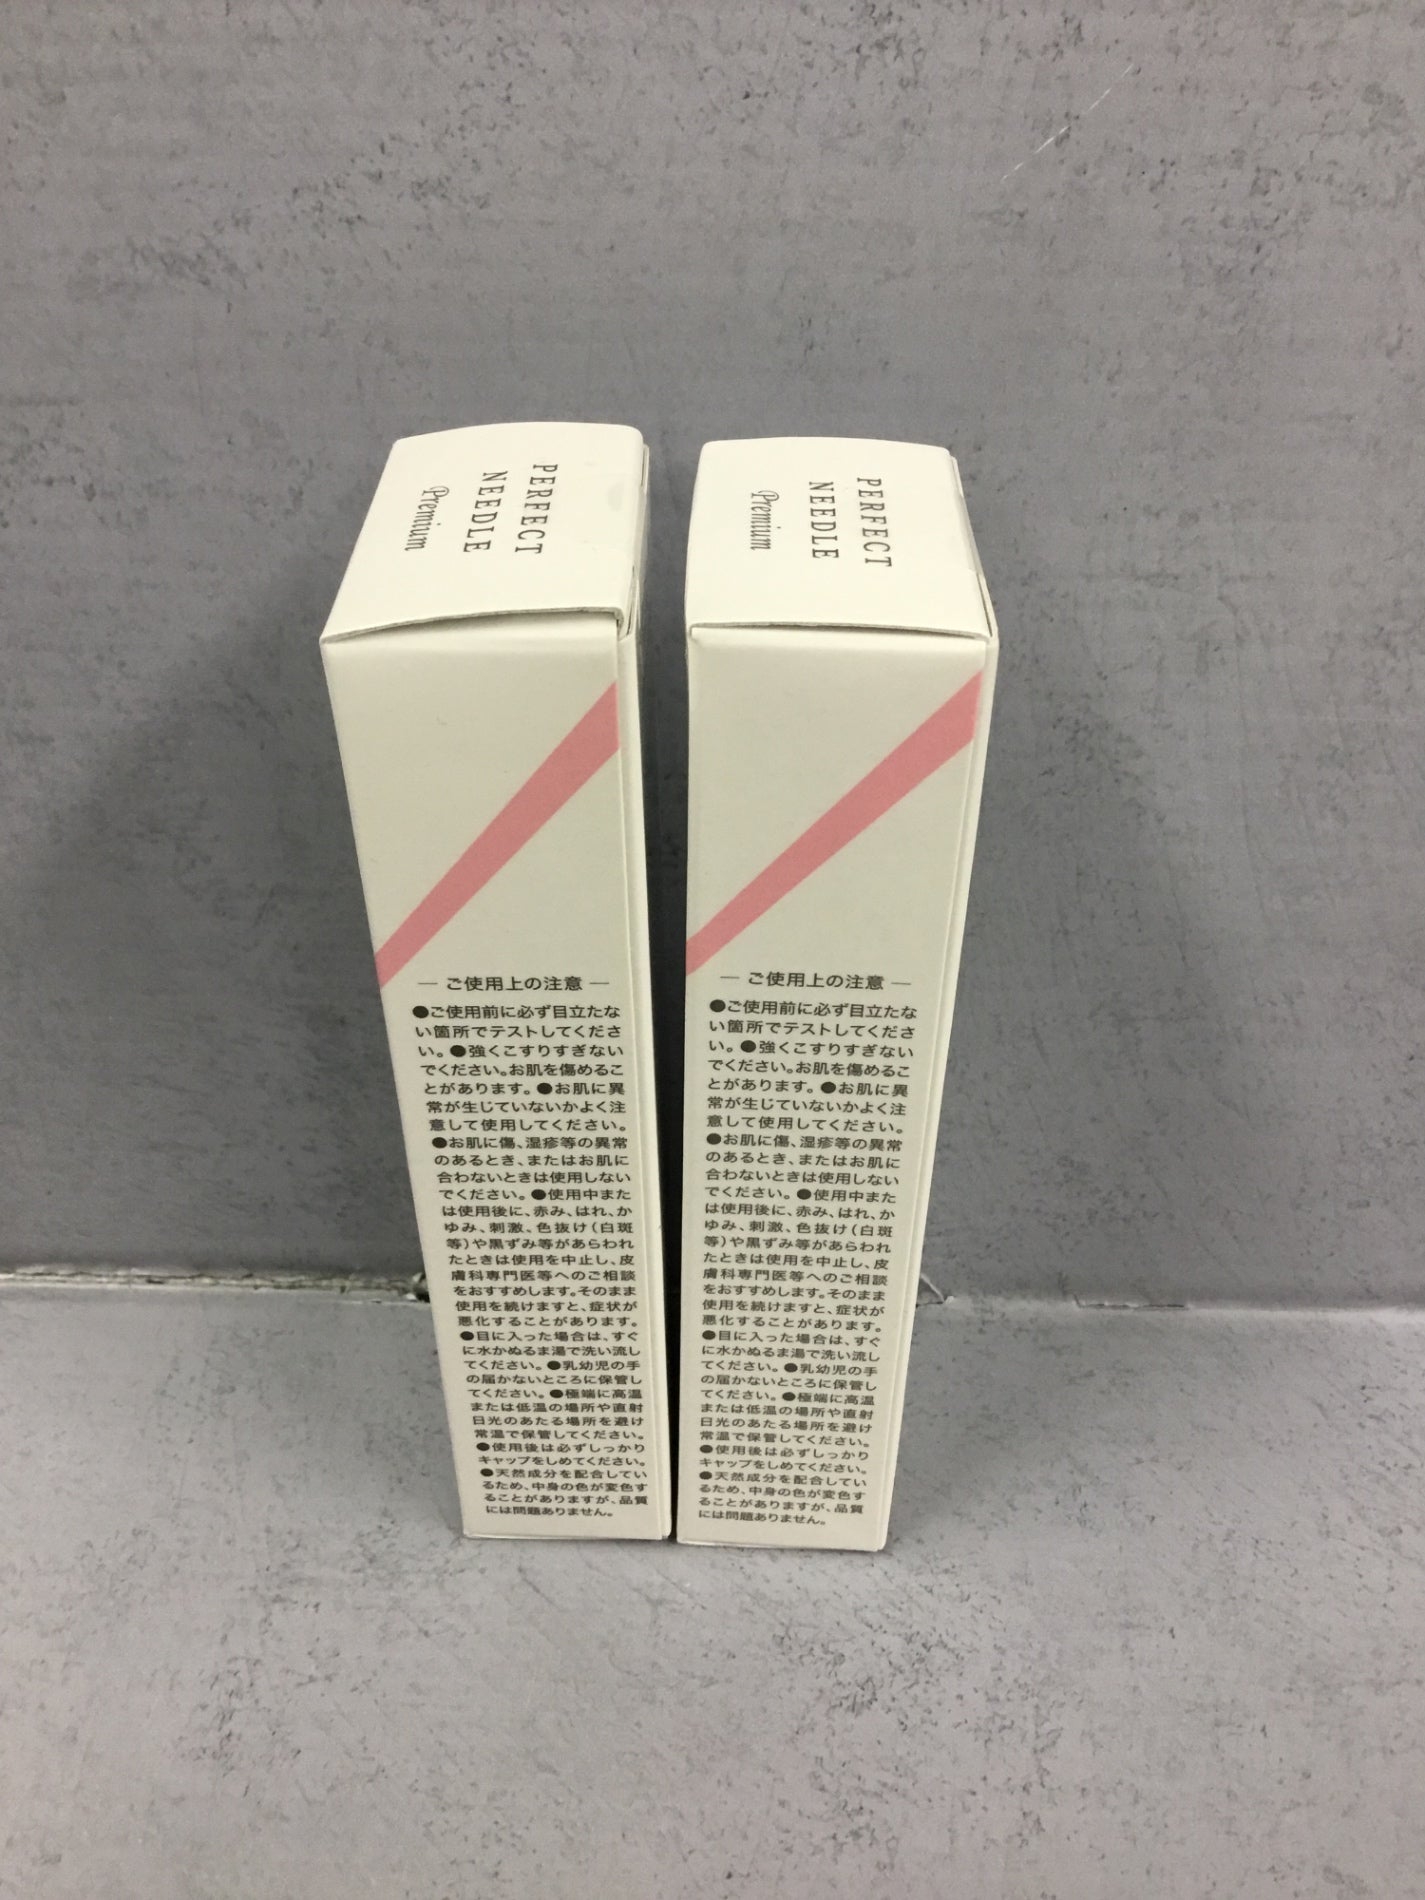 PERFECT
NEEDLE
Premium
― ご使用上の注意 ―
●ご使用前に必ず目立たな
い箇所でテストしてくださ
い。●強くこすりすぎない
でください。お肌を傷めるこ
とがあります。●お肌に異
常が生じていないかよく注
意して使用してください。
●お肌に傷、湿疹等の異常
のあるとき、またはお肌に
合わないときは使用しない
でください。●使用中また
は使用後に、赤み、はれ、か
ゆみ、刺激、色抜け(白斑
等)や黒ずみ等があらわれ
たときは使用を中止し、皮
膚科専門医等へのご相談
をおすすめします。そのまま
使用を続けますと、症状が
悪化することがあります。
●目に入った場合は、すぐ
に水かぬるま湯で洗い流し
てください。●乳幼児の手
の届かないところに保管し
てください。●極端に高温
または低温の場所や直射
日光のあたる場所を避け
常温で保管してください。
●使用後は必ずしっかり
キャップをしめてください。
●天然成分を配合してい
るため、中身の色が変色す
ることがありますが、品質
には問題ありません。
PERFECT
NEEDLE
Premium
― ご使用上の注意 ―
●ご使用前に必ず目立たな
い箇所でテストしてくださ
い。●強くこすりすぎない
でください。お肌を傷めるこ
とがあります。●お肌に異
常が生じていないかよく注
意して使用してください。
●お肌に傷、湿疹等の異常
のあるとき、またはお肌に
合わないときは使用しない
でください。●使用中また
は使用後に、赤み、はれ、か
ゆみ、刺激、色抜け(白斑
等)や黒ずみ等があらわれ
たときは使用を中止し、皮
膚科専門医等へのご相談
をおすすめします。そのまま
使用を続けますと、症状が
悪化することがあります。
●目に入った場合は、すぐ
に水かぬるま湯で洗い流し
てください。●乳幼児の手
の届かないところに保管し
てください。●極端に高温
または低温の場所や直射
日光のあたる場所を避け
常温で保管してください。
●使用後は必ずしっかり
キャップをしめてください。
●天然成分を配合してい
るため、中身の色が変色す
ることがありますが、品質
には問題ありません。